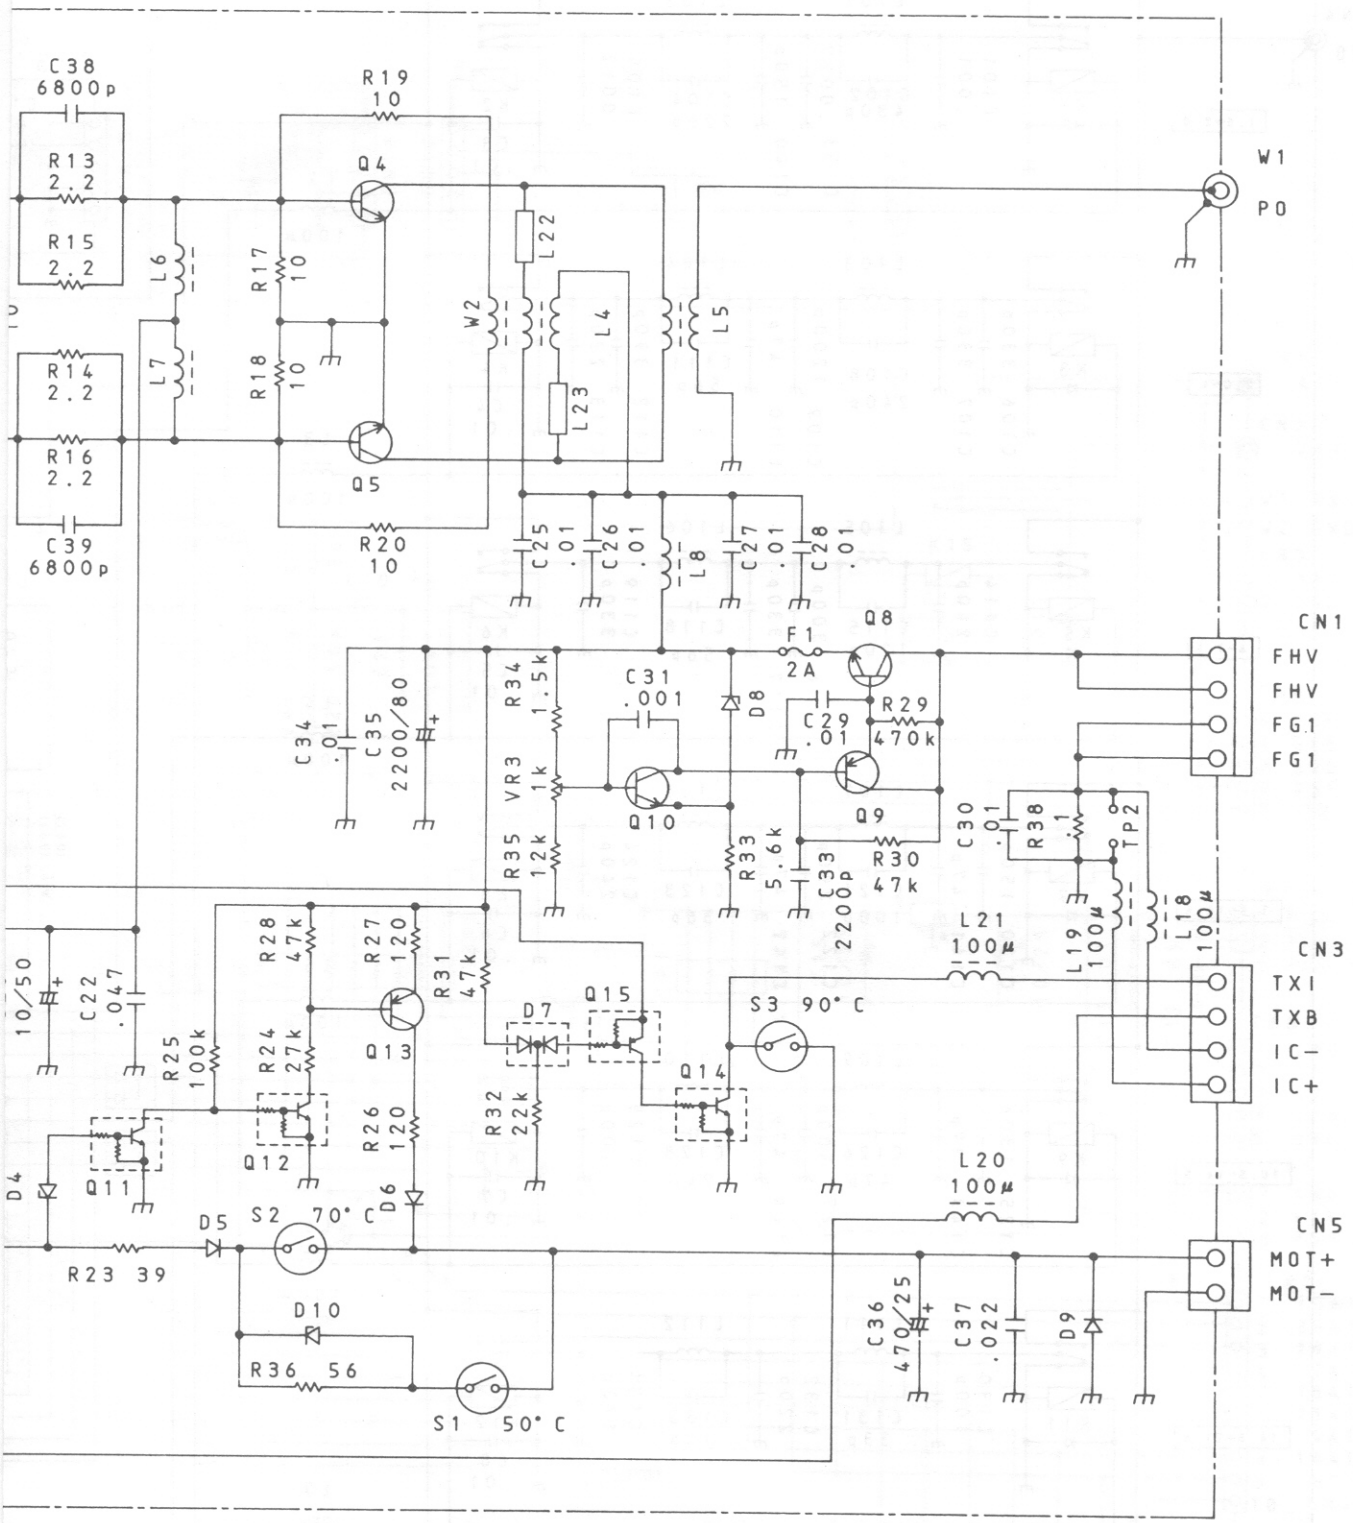 C38
6800p
R13
2.2
R15
2.2
R14
2.2
R16
2.2
C39
6800p
L6
L7
R17
10
R18
10
R19
10
Q4
Q5
R20
10
W2
L22
L4
L23
L5
W1
PO
C25
.01
C26
.01
L8
C27
.01
C28
.01
F1
2A
Q8
CN1
FHV
FHV
FG1
FG1
C34
.01
C35
2200/80
+
R34
1.5k
VR3
1k
R35
12k
C31
.001
Q10
D8
C29
.01
R29
470k
Q9
R30
47k
R33
5.6k
C33
2200p
C30
.01
R38
.1
TP2
L19
100μ
L18
100μ
L21
100μ
CN3
TXI
TXB
IC-
IC+
10/50
+
C22
.047
R25
100k
R28
47k
R24
27k
R27
120
Q13
R26
120
R31
47k
D7
R32
22k
Q15
Q14
S3 90°C
D4
Q11
Q12
D6
L20
100μ
R23 39
D5
S2 70°C
D10
R36 56
S1 50°C
C36
470/25
+
C37
.022
D9
CN5
MOT+
MOT-